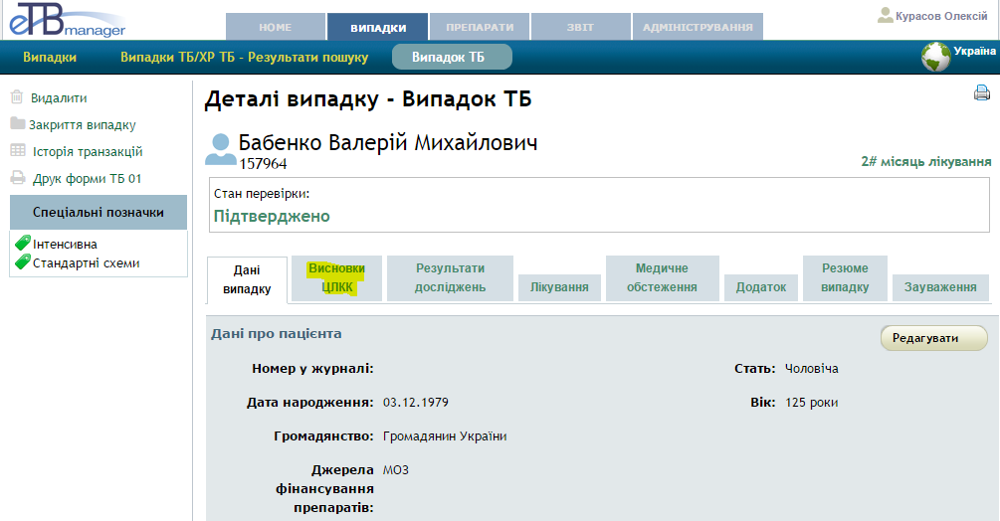 eTB manager
HOME ВИПАДКИ ПРЕПАРАТИ ЗВІТ АДМІНІСТРУВАННЯ
Курасов Олексій
Випадки Випадки ТБ/ХР ТБ - Результати пошуку Випадок ТБ
Україна
Видалити
Закриття випадку
Історія транзакцій
Друк форми ТБ 01
Спеціальні позначки
Інтенсивна
Стандартні схеми
Деталі випадку - Випадок ТБ
Бабенко Валерій Михайлович
157964
2# місяць лікування
Стан перевірки:
Підтверджено
Дані
випадку
Висновки
ЦЛКК
Результати
досліджень
Лікування
Медичне
обстеження
Додаток
Резюме
випадку
Зауваження
Дані про пацієнта
Редагувати
Номер у журналі:
Стать: Чоловіча
Дата народження: 03.12.1979
Вік: 125 роки
Громадянство: Громадянин України
Джерела
фінансування
препаратів:
МОЗ